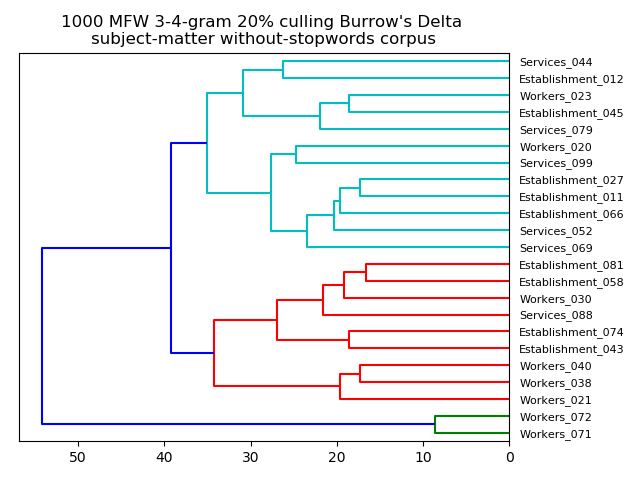 1000 MFW 3-4-gram 20% culling Burrow's Delta
subject-matter without-stopwords corpus
Services_044
Establishment_012
Workers_023
Establishment_045
Services_079
Workers_020
Services_099
Establishment_027
Establishment_011
Establishment_066
Services_052
Services_069
Establishment_081
Establishment_058
Workers_030
Services_088
Establishment_074
Establishment_043
Workers_040
Workers_038
Workers_021
Workers_072
Workers_071
50 40 30 20 10 0